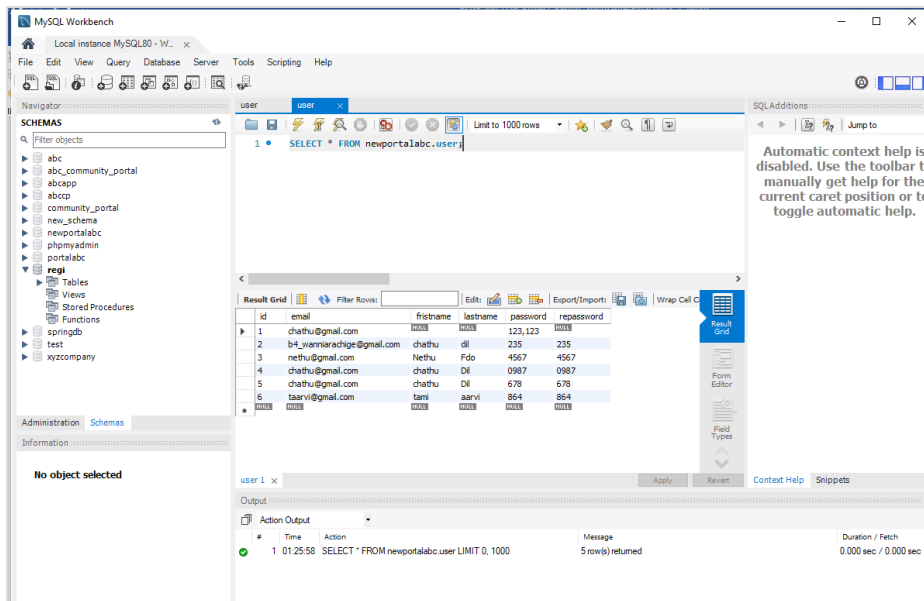 MySQL Workbench
Local instance MySQL80 - W... ×
File Edit View Query Database Server Tools Scripting Help
Navigator
SCHEMAS
Filter objects
abc
abc_community_portal
abcapp
abccp
community_portal
new_schema
newportalabc
phpmyadmin
portalabc
regi
Tables
Views
Stored Procedures
Functions
springdb
test
xyzcompany
Administration Schemas
Information
No object selected
user user ×
Limit to 1000 rows
1 SELECT * FROM newportalabc.user;
Result Grid Filter Rows: Edit: Export/Import: Wrap Cell C
id email fristname lastname password repassword
1 chathu@gmail.com NULL NULL 123,123 NULL
2 b4_wanniarachige@gmail.com chathu dil 235 235
3 nethu@gmail.com Nethu Fdo 4567 4567
4 chathu@gmail.com chathu Dil 0987 0987
5 chathu@gmail.com chathu Dil 678 678
6 taarvi@gmail.com tami aarvi 864 864
NULL NULL NULL NULL NULL NULL
Result Grid
Form Editor
Field Types
user 1 ×
Apply Revert
SQLAdditions
Jump to
Automatic context help is
disabled. Use the toolbar t
manually get help for the
current caret position or to
toggle automatic help.
Context Help Snippets
Output
Action Output
# Time Action Message Duration / Fetch
1 01:25:58 SELECT * FROM newportalabc.user LIMIT 0, 1000 5 row(s) returned 0.000 sec / 0.000 sec